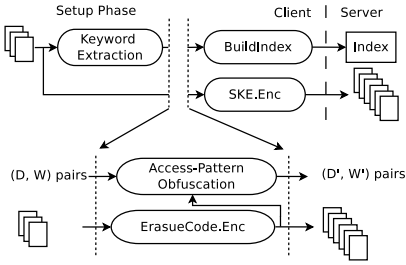 Setup Phase
Client
Server
Keyword
Extraction
BuildIndex
Index
SKE.Enc
(D, W) pairs
Access-Pattern
Obfuscation
(D', W') pairs
ErasueCode.Enc